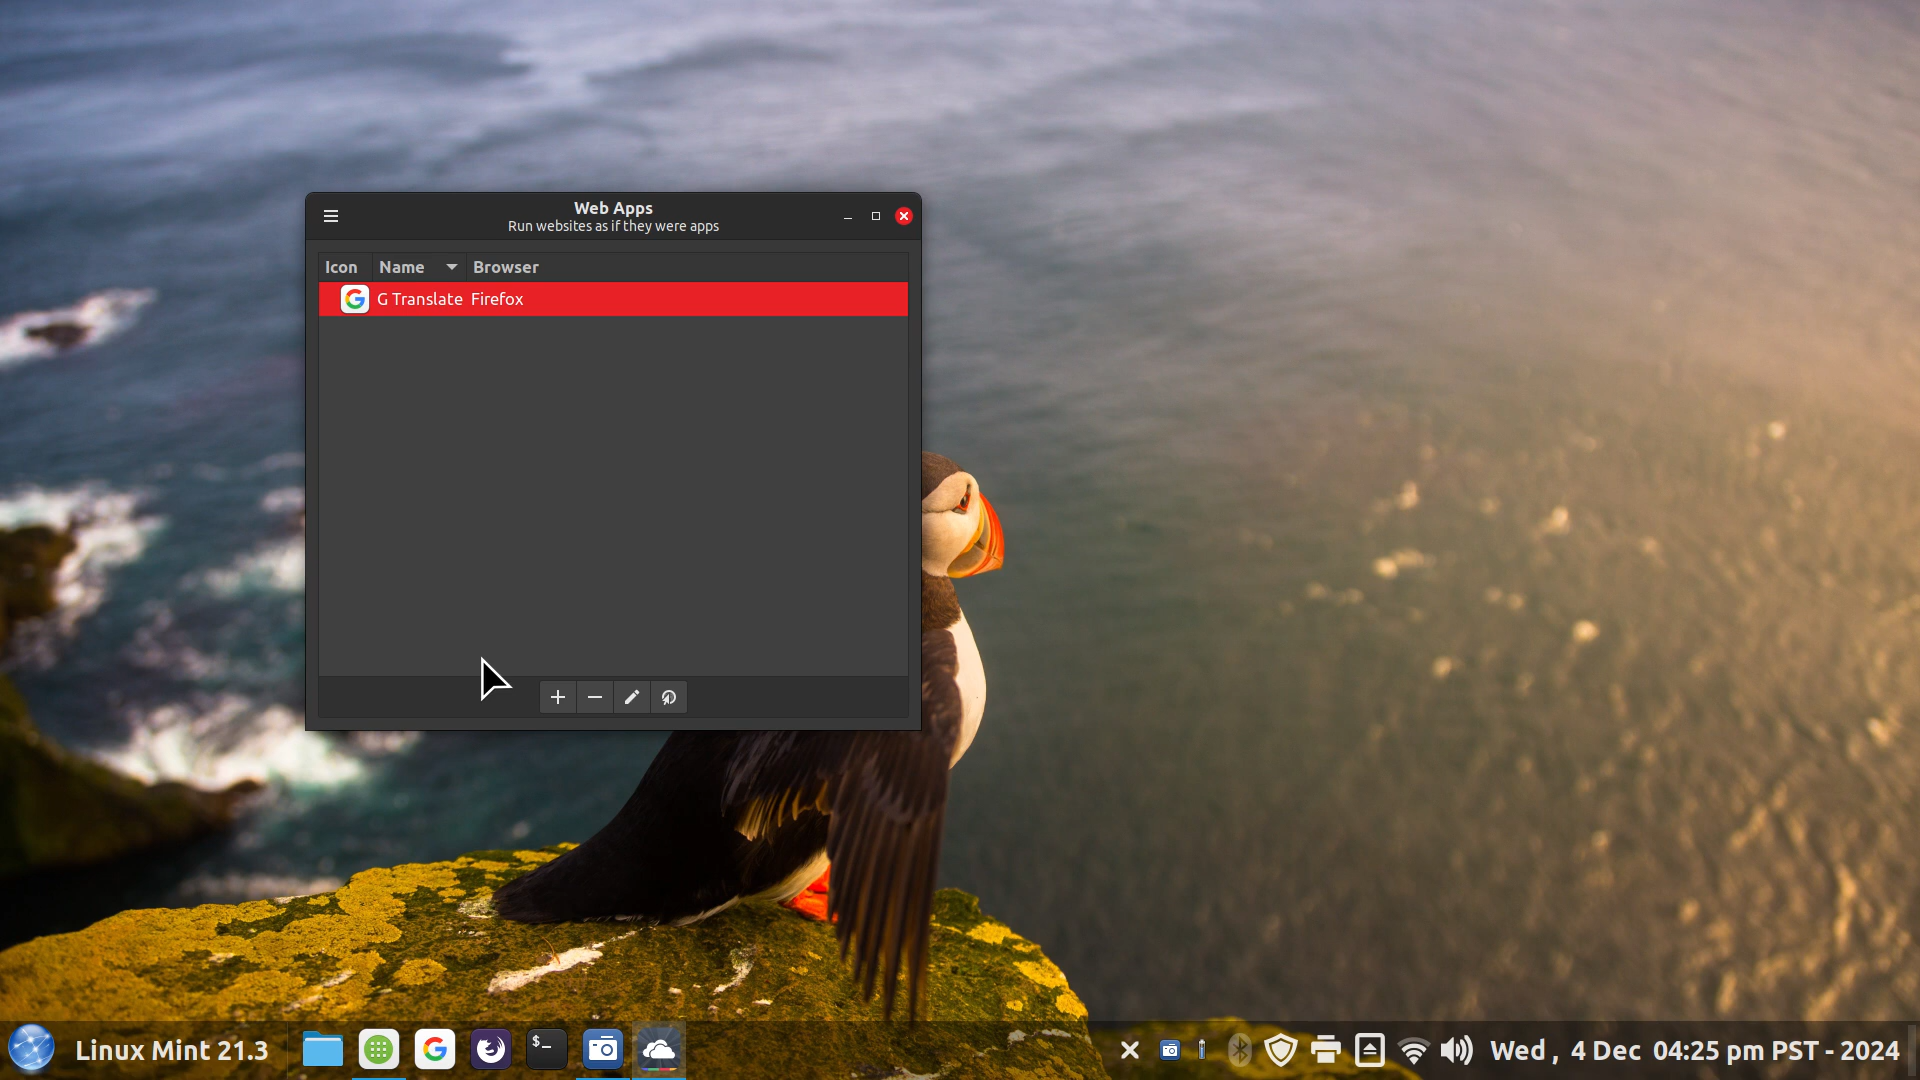 Web Apps
Run websites as if they were apps
Icon Name Browser
G Translate Firefox
Linux Mint 21.3
$_
Wed , 4 Dec 04:25 pm PST - 2024